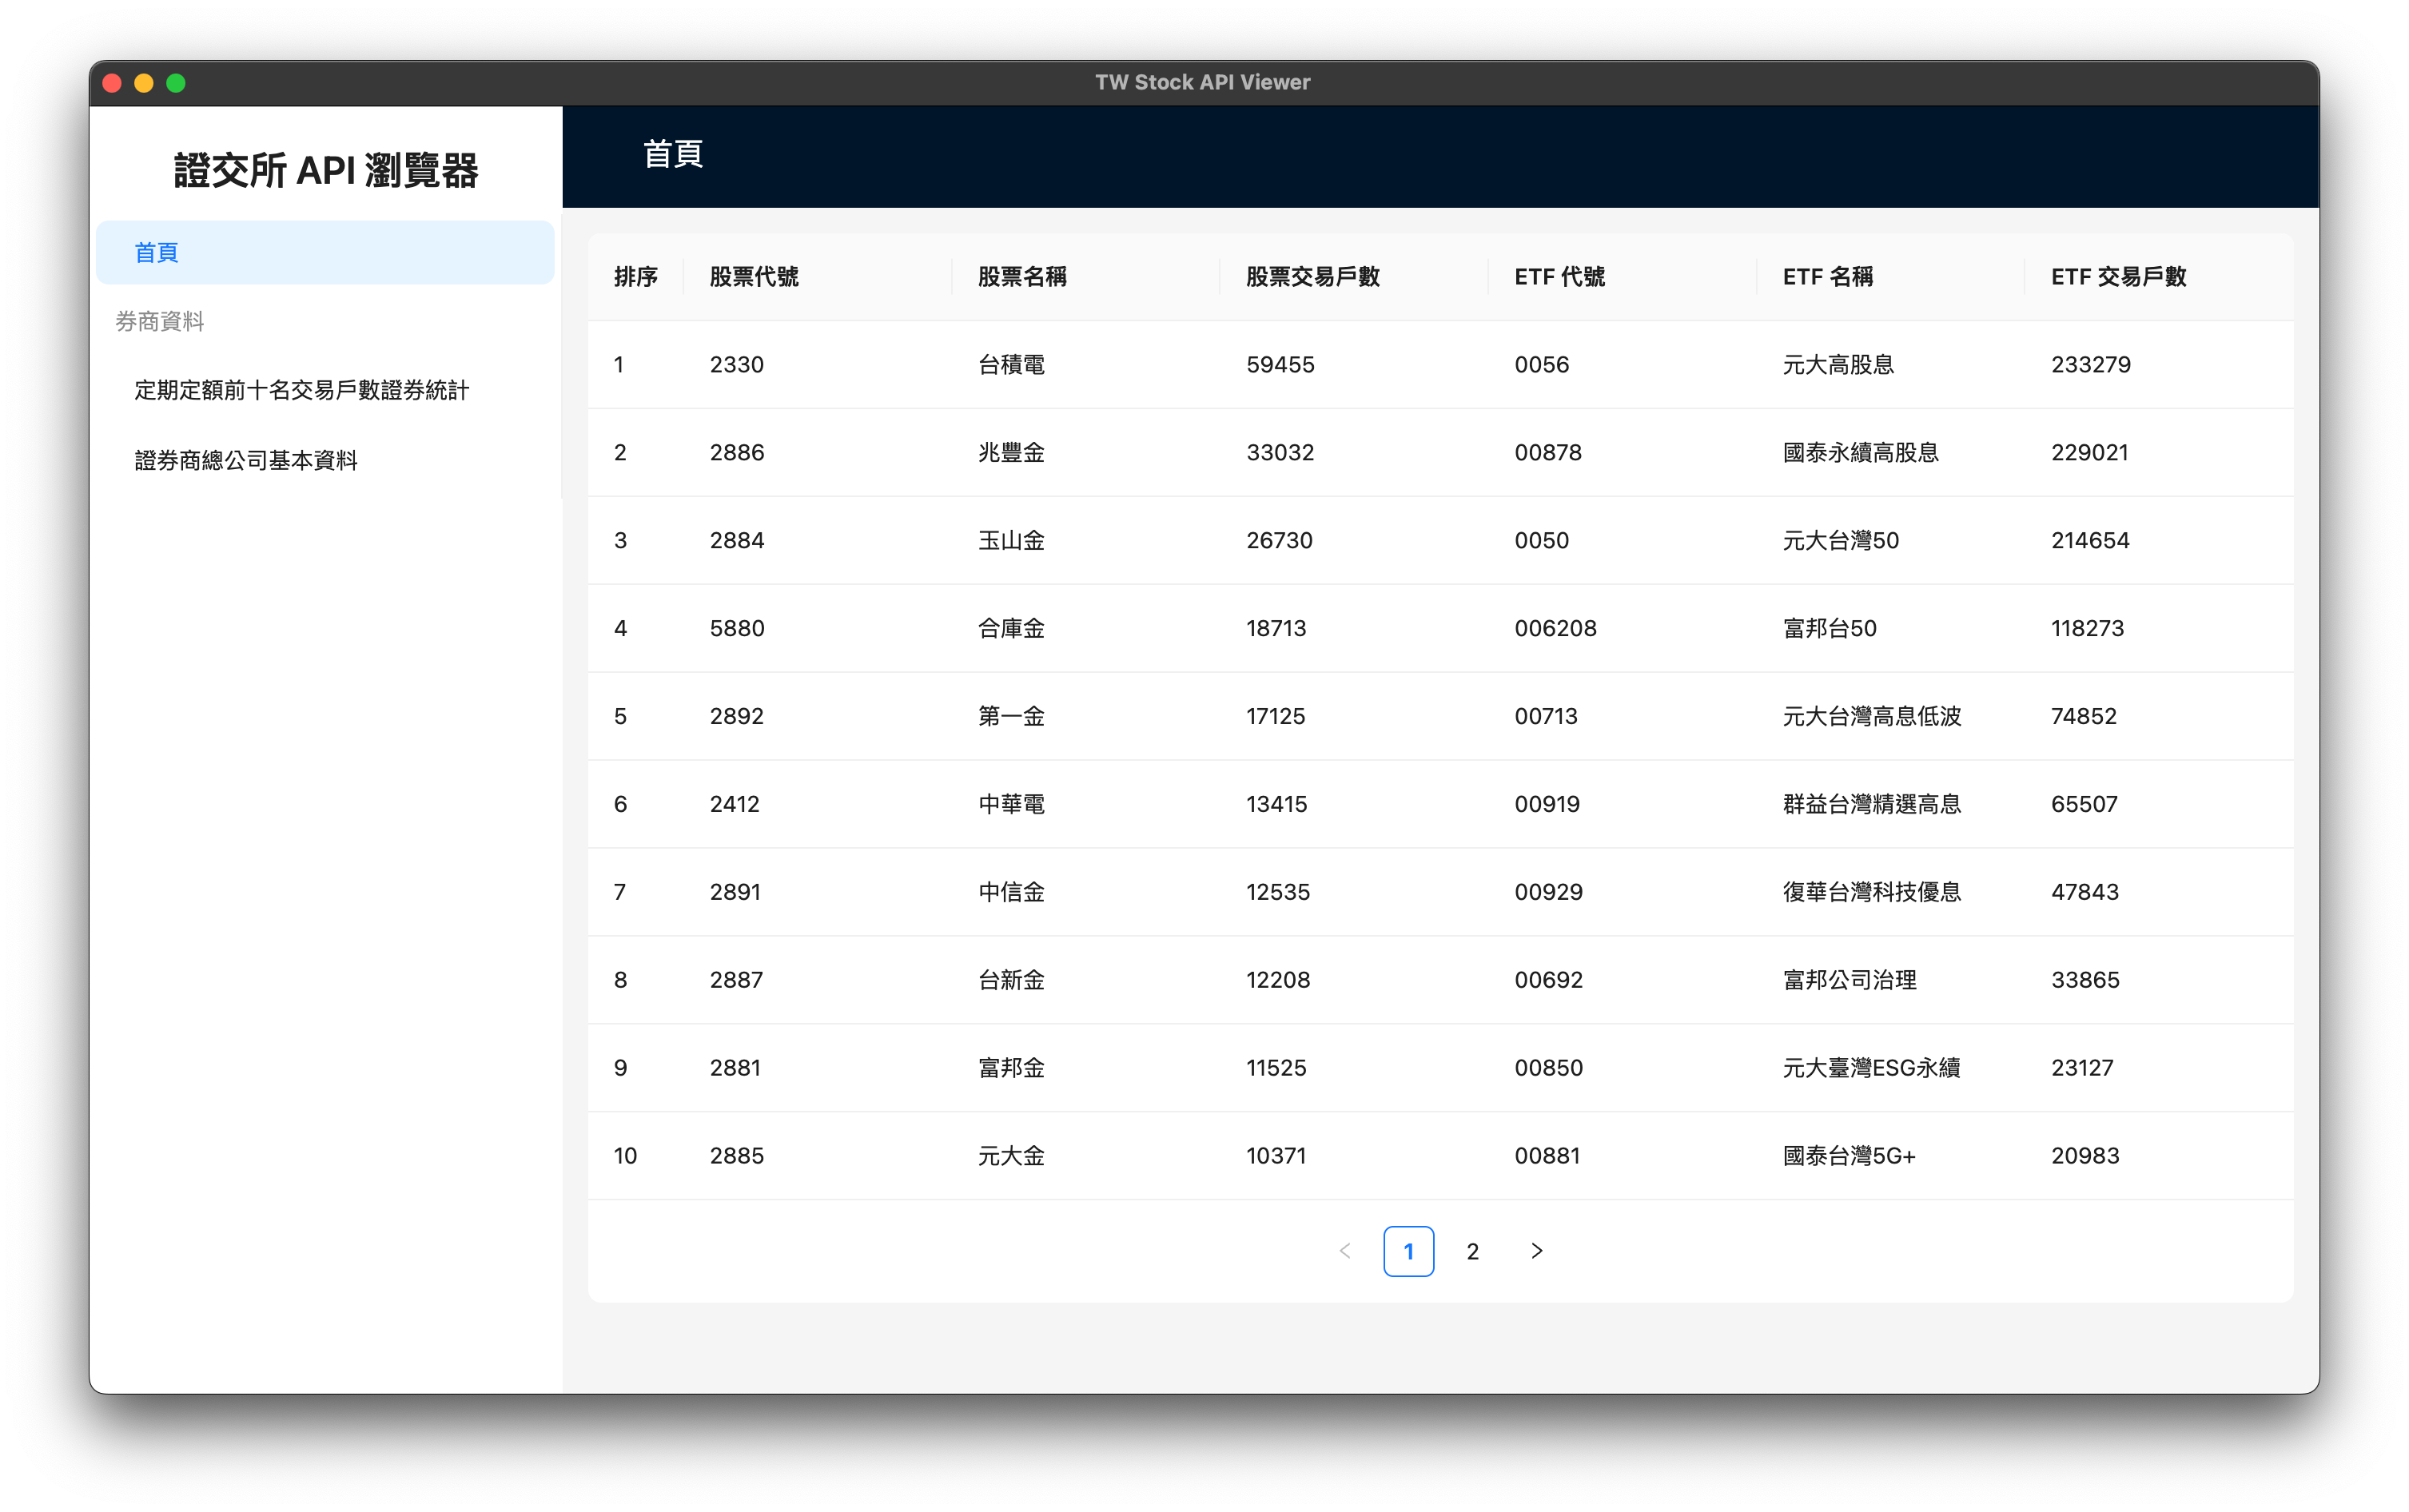 TW Stock API Viewer
證交所 API 瀏覽器
首頁
券商資料
定期定額前十名交易戶數證券統計
證券商總公司基本資料
首頁
排序 股票代號 股票名稱 股票交易戶數 ETF 代號 ETF 名稱 ETF 交易戶數
1 2330 台積電 59455 0056 元大高股息 233279
2 2886 兆豐金 33032 00878 國泰永續高股息 229021
3 2884 玉山金 26730 0050 元大台灣50 214654
4 5880 合庫金 18713 006208 富邦台50 118273
5 2892 第一金 17125 00713 元大台灣高息低波 74852
6 2412 中華電 13415 00919 群益台灣精選高息 65507
7 2891 中信金 12535 00929 復華台灣科技優息 47843
8 2887 台新金 12208 00692 富邦公司治理 33865
9 2881 富邦金 11525 00850 元大臺灣ESG永續 23127
10 2885 元大金 10371 00881 國泰台灣5G+ 20983
< 1 2 >